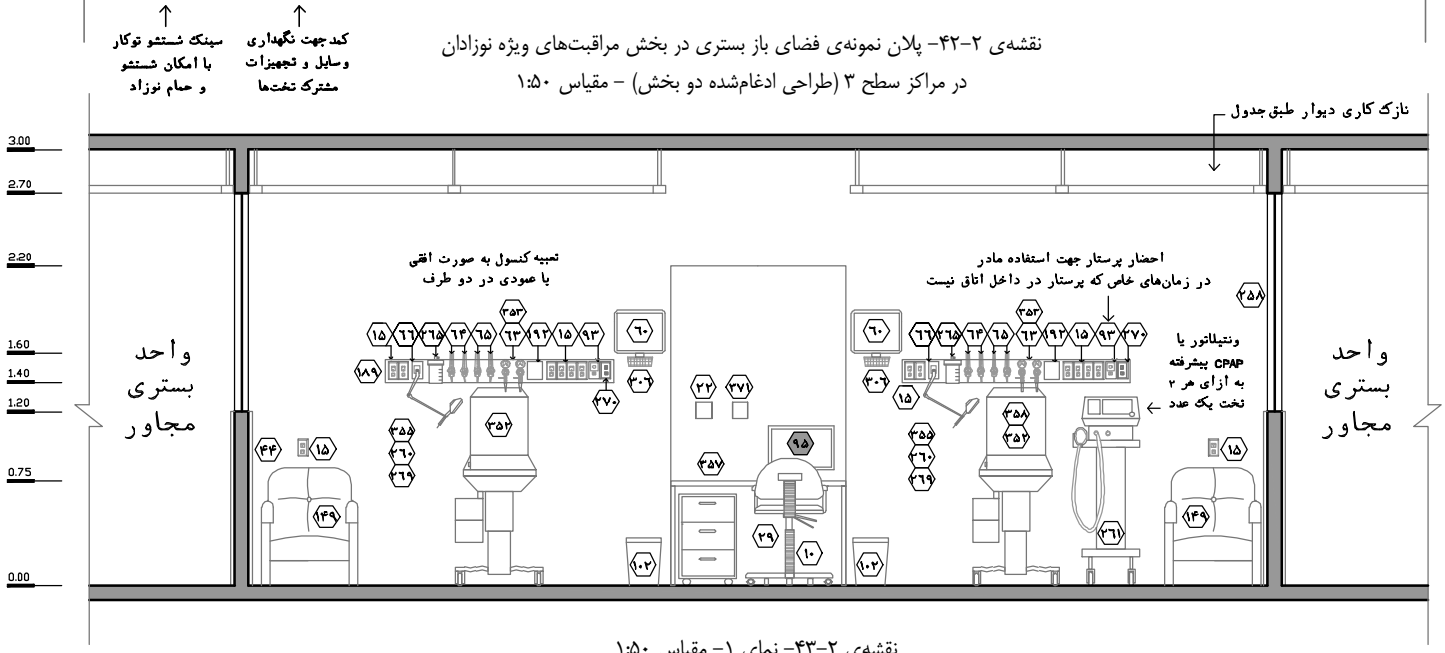 کمد جهت نگهداری
وسایل و تجهیزات
مشترک تخت‌ها
سینک شستشو توکار
با امکان شستشو
و حمام نوزاد
نقشه‌ی ۲-۴۲- پلان نمونه‌ی فضای باز بستری در بخش مراقبت‌های ویژه نوزادان
در مراکز سطح ۳ (طراحی ادغام‌شده دو بخش) - مقیاس ۱:۵۰
نازک کاری دیوار طبق جدول
3.00
2.70
2.20
1.60
1.40
1.20
0.75
0.00
احضار پرستار جهت استفاده مادر
در زمان‌های خاص که پرستار در داخل اتاق نیست
تعبیه کنسول به صورت افقی
یا عمودی در دو طرف
۲۵۸
ونتیلاتور یا
CPAP پیشرفته
به ازای هر ۲
تخت یک عدد
واحد
بستری
مجاور
واحد
بستری
مجاور
۳۵۳
۱۵ ۶۶ ۲۶۵ ۶۴ ۶۵ ۶۳ ۱۹۲ ۱۵ ۹۳
۱۸۹
۲۷۰
۶۰
۳۰۶
۳۵۳
۶۶ ۲۶۵ ۶۴ ۶۵ ۶۳ ۱۹۲ ۱۵ ۹۳ ۲۷۰
۱۵
۶۰
۳۰۶
۲۲ ۳۷۱
۳۵۲
۳۵۵
۲۶۰
۲۶۹
۴۴ ۱۵
۱۴۹
۹۵
۳۵۷
۲۹ ۱۰
۱۰۲
۱۰۲
۳۵۸
۳۵۲
۳۵۵
۲۶۰
۲۶۹
۲۶۱
۱۵
۱۴۹
نقشه‌ی ۲-۴۳- نمای ۱- مقیاس ۱:۵۰